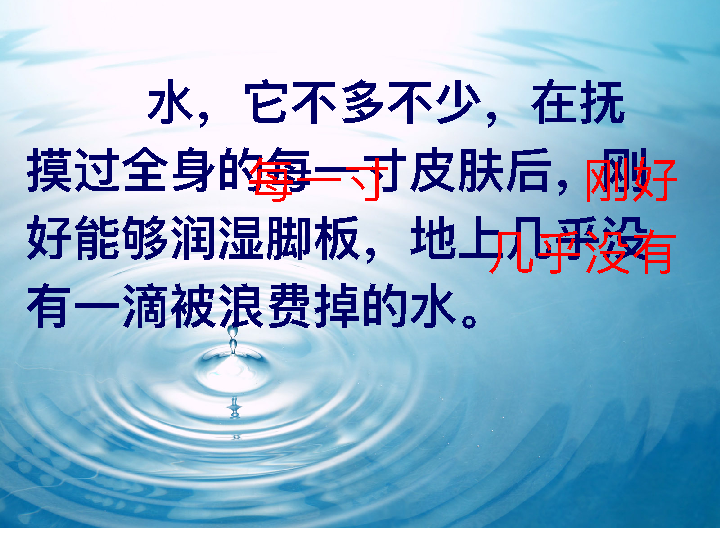 水，它不多不少，在抚
摸过全身的每一寸皮肤后，刚
每一寸
刚好
好能够润湿脚板，地上几乎没
几乎没有
有一滴被浪费掉的水。